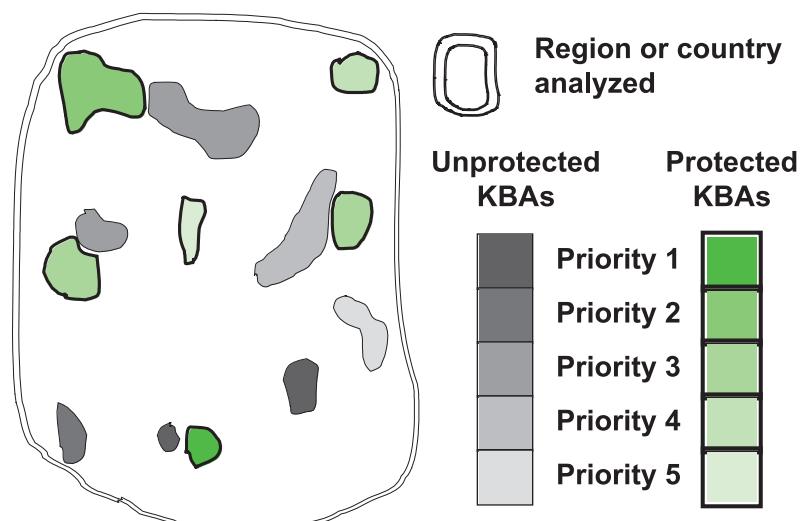 Region or country
analyzed
Unprotected
KBAs
Protected
KBAs
Priority 1
Priority 2
Priority 3
Priority 4
Priority 5